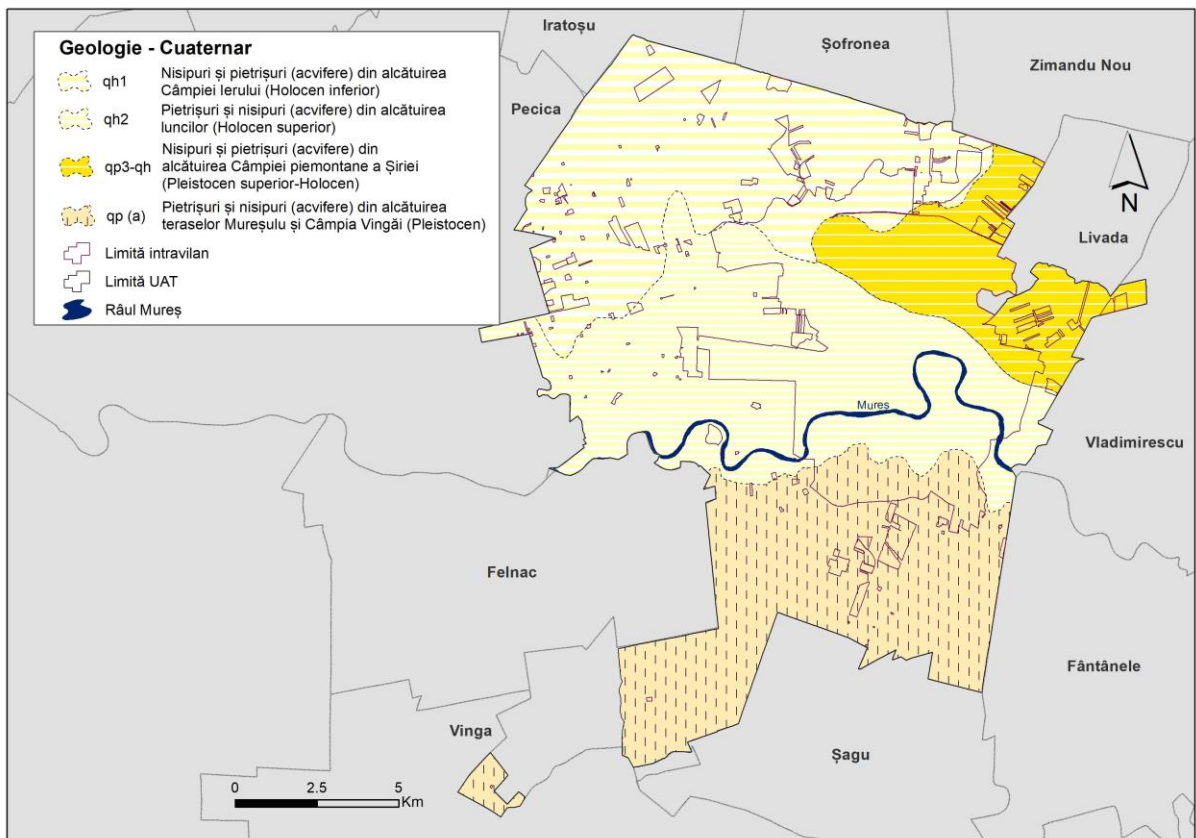 Iratoșu
Șofronea
Zimandu Nou
Geologie - Cuaternar
qh1
Nisipuri și pietrișuri (acvifere) din alcătuirea
Câmpiei Ierului (Holocen inferior)
qh2
Pietrișuri și nisipuri (acvifere) din alcătuirea
luncilor (Holocen superior)
qp3-qh
Nisipuri și pietrișuri (acvifere) din
alcătuirea Câmpiei piemontane a Șiriei
(Pleistocen superior-Holocen)
qp (a)
Pietrișuri și nisipuri (acvifere) din alcătuirea
teraselor Mureșulu și Câmpia Vingăi (Pleistocen)
Limită intravilan
Limită UAT
Râul Mureș
Pecica
N
Livada
Mureș
Vladimirescu
Felnac
Fântânele
Vinga
Șagu
0 2.5 5
Km